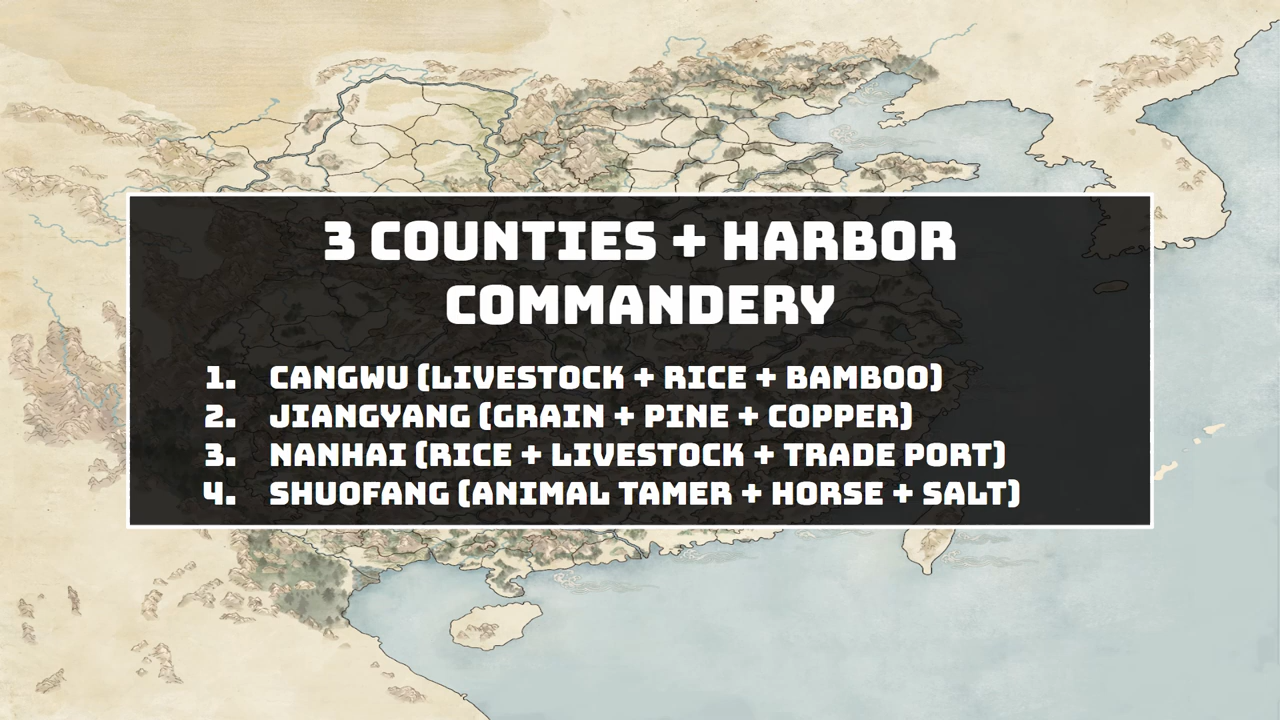 3 COUNTIES + HARBOR
COMMANDERY
1. CANGWU (LIVESTOCK + RICE + BAMBOO)
2. JIANGYANG (GRAIN + PINE + COPPER)
3. NANHAI (RICE + LIVESTOCK + TRADE PORT)
4. SHUOFANG (ANIMAL TAMER + HORSE + SALT)